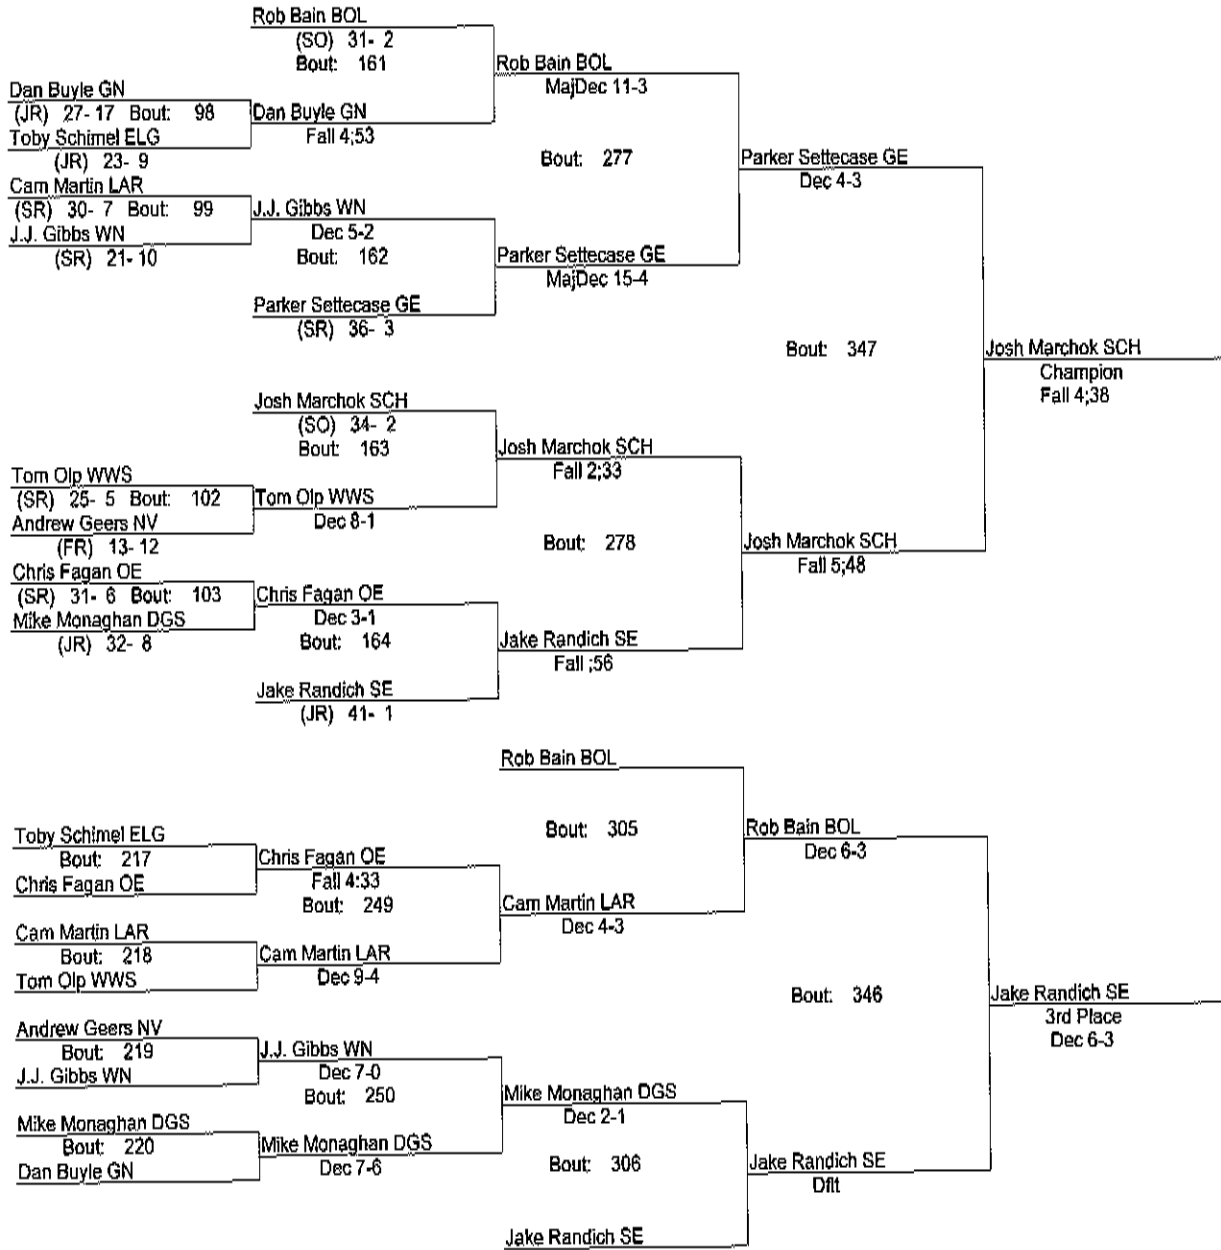 Rob Bain BOL
(SO) 31- 2
Bout: 161
Rob Bain BOL
MajDec 11-3
Dan Buyle GN
(JR) 27- 17 Bout: 98
Dan Buyle GN
Fall 4;53
Toby Schimel ELG
(JR) 23- 9
Bout: 277
Parker Settecase GE
Dec 4-3
Cam Martin LAR
(SR) 30- 7 Bout: 99
J.J. Gibbs WN
Dec 5-2
J.J. Gibbs WN
(SR) 21- 10
Bout: 162
Parker Settecase GE
MajDec 15-4
Parker Settecase GE
(SR) 36- 3
Bout: 347
Josh Marchok SCH
Champion
Fall 4;38
Josh Marchok SCH
(SO) 34- 2
Bout: 163
Josh Marchok SCH
Fall 2;33
Tom Olp WWS
(SR) 25- 5 Bout: 102
Tom Olp WWS
Dec 8-1
Andrew Geers NV
(FR) 13- 12
Bout: 278
Josh Marchok SCH
Fall 5;48
Chris Fagan OE
(SR) 31- 6 Bout: 103
Chris Fagan OE
Dec 3-1
Mike Monaghan DGS
(JR) 32- 8
Bout: 164
Jake Randich SE
Fall ;56
Jake Randich SE
(JR) 41- 1
Rob Bain BOL
Bout: 305
Rob Bain BOL
Dec 6-3
Toby Schimel ELG
Bout: 217
Chris Fagan OE
Chris Fagan OE
Fall 4:33
Bout: 249
Cam Martin LAR
Dec 4-3
Cam Martin LAR
Bout: 218
Tom Olp WWS
Cam Martin LAR
Dec 9-4
Bout: 346
Jake Randich SE
3rd Place
Dec 6-3
Andrew Geers NV
Bout: 219
J.J. Gibbs WN
J.J. Gibbs WN
Dec 7-0
Bout: 250
Mike Monaghan DGS
Dec 2-1
Mike Monaghan DGS
Bout: 220
Dan Buyle GN
Mike Monaghan DGS
Dec 7-6
Bout: 306
Jake Randich SE
Dflt
Jake Randich SE